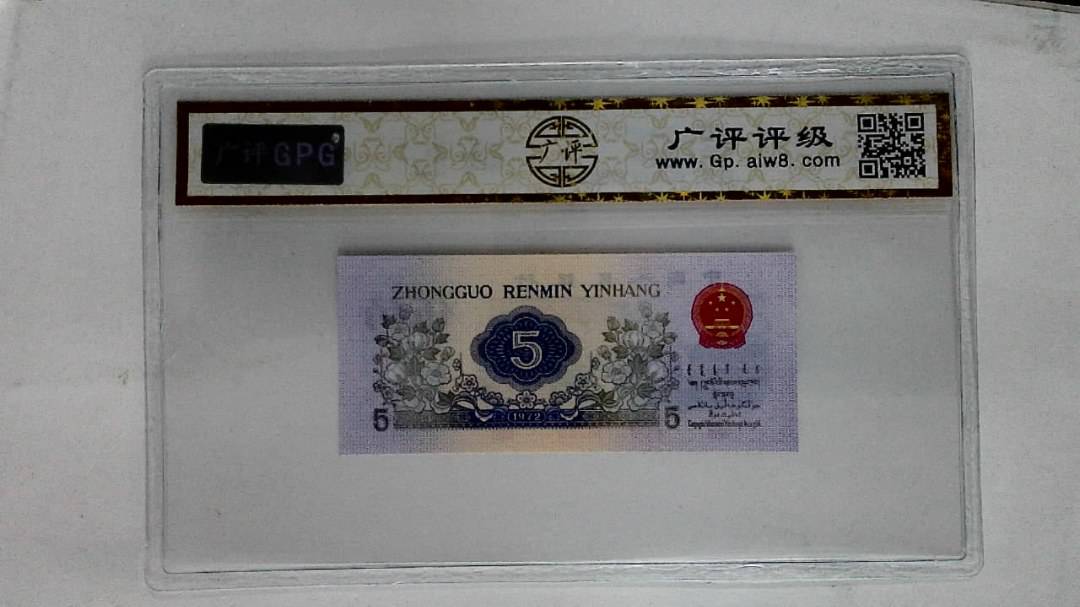 广评GPG
广评
广评评级
www.Gp.aiw8.com
ZHONGGUO RENMIN YINHANG
5
1972
5
5